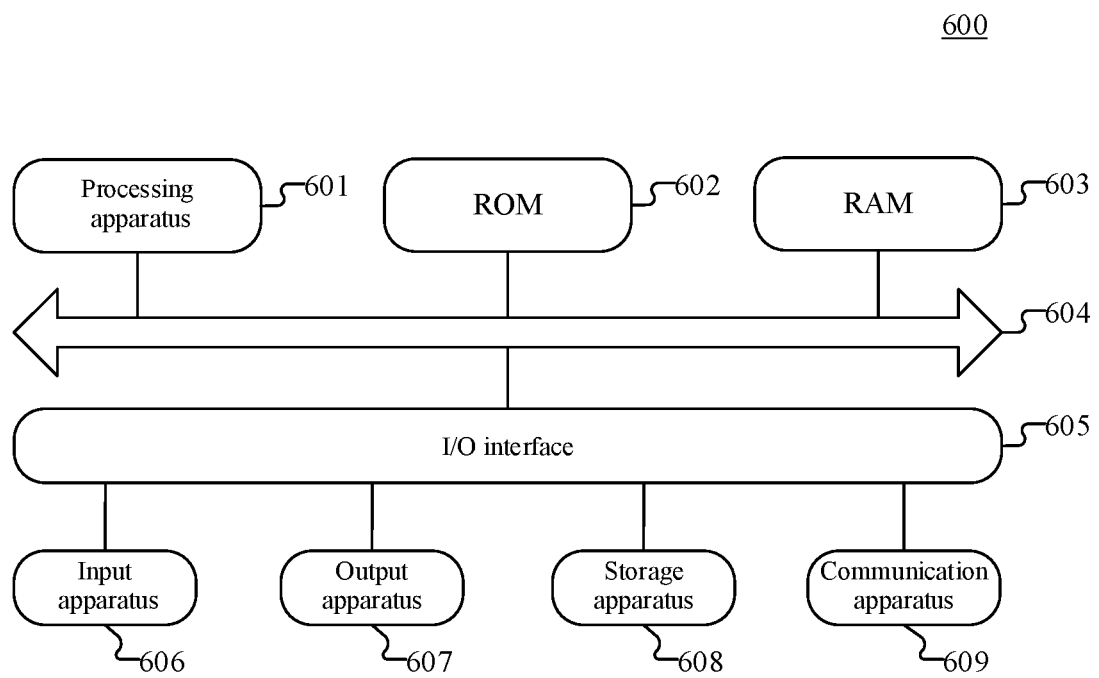 600
Processing
apparatus
601
ROM
602
RAM
603
604
I/O interface
605
Input
apparatus
606
Output
apparatus
607
Storage
apparatus
608
Communication
apparatus
609